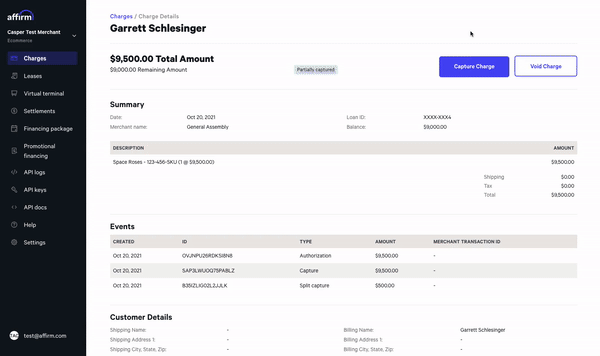 affirm
Casper Test Merchant
Ecommerce
Charges
Leases
Virtual terminal
Settlements
Financing package
Promotional
financing
API logs
API keys
API docs
Help
Settings
test@affirm.com
Charges / Charge Details
Garrett Schlesinger
$9,500.00 Total Amount
$9,000.00 Remaining Amount
Partially captured
Capture Charge
Void Charge
Summary
Date: Oct 20, 2021 Loan ID: XXXX-XXX4
Merchant name: General Assembly Balance: $9,000.00
DESCRIPTION AMOUNT
Space Roses - 123-456-SKU (1 @ $9,500.00) $9,500.00
Shipping $0.00
Tax $0.00
Total $9,500.00
Events
CREATED ID TYPE AMOUNT MERCHANT TRANSACTION ID
Oct 20, 2021 OVJNPU26RDKSI8N8 Authorization $9,500.00 -
Oct 20, 2021 SAP3LWUOQ75PABLZ Capture $9,500.00 -
Oct 20, 2021 B35IZLIG02L2JJLK Split capture $500.00 -
Customer Details
Shipping Name: - Billing Name: Garrett Schlesinger
Shipping Address 1: - Billing Address 1: -
Shipping City, State, Zip: - Billing City, State, Zip: -